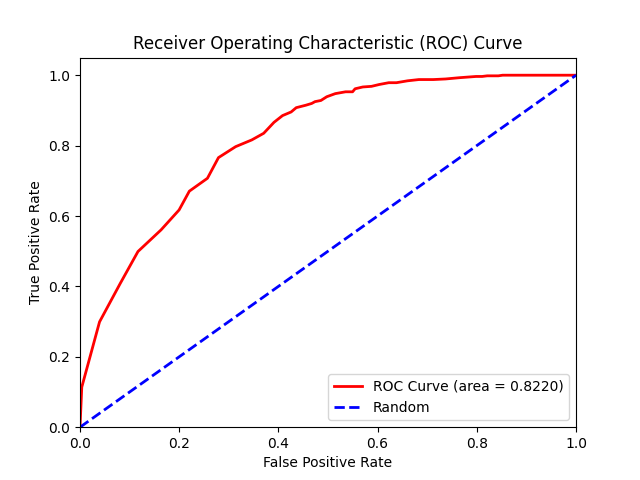 Receiver Operating Characteristic (ROC) Curve
1.0
0.8
0.6
0.4
0.2
0.0
True Positive Rate
0.0 0.2 0.4 0.6 0.8 1.0
False Positive Rate
ROC Curve (area = 0.8220)
Random